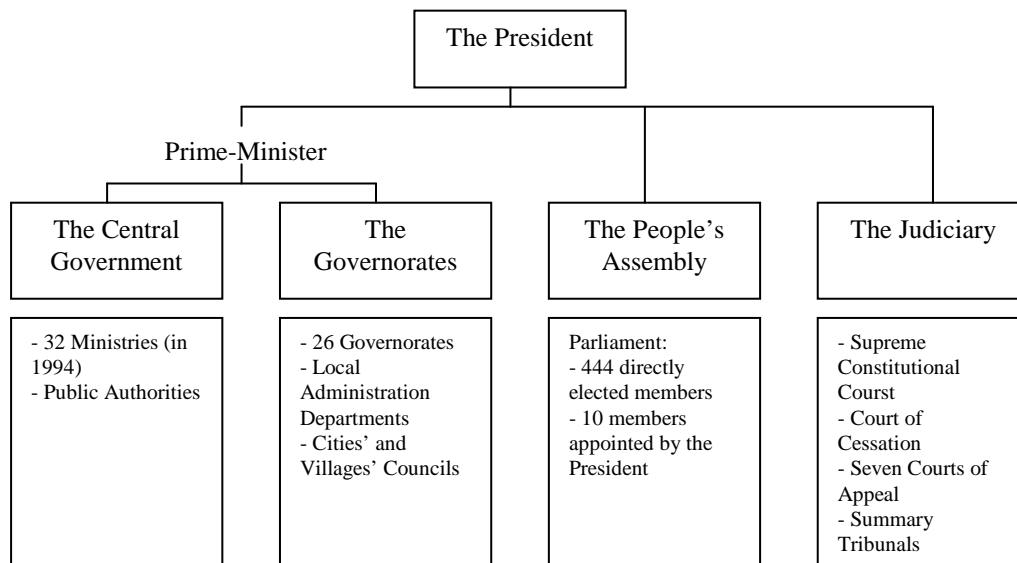 The President
Prime-Minister
The Central
Government
The
Governorates
The People's
Assembly
The Judiciary
- 32 Ministries (in
1994)
- Public Authorities
- 26 Governorates
- Local
Administration
Departments
- Cities' and
Villages' Councils
Parliament:
- 444 directly
elected members
- 10 members
appointed by the
President
- Supreme
Constitutional
Courst
- Court of
Cessation
- Seven Courts of
Appeal
- Summary
Tribunals